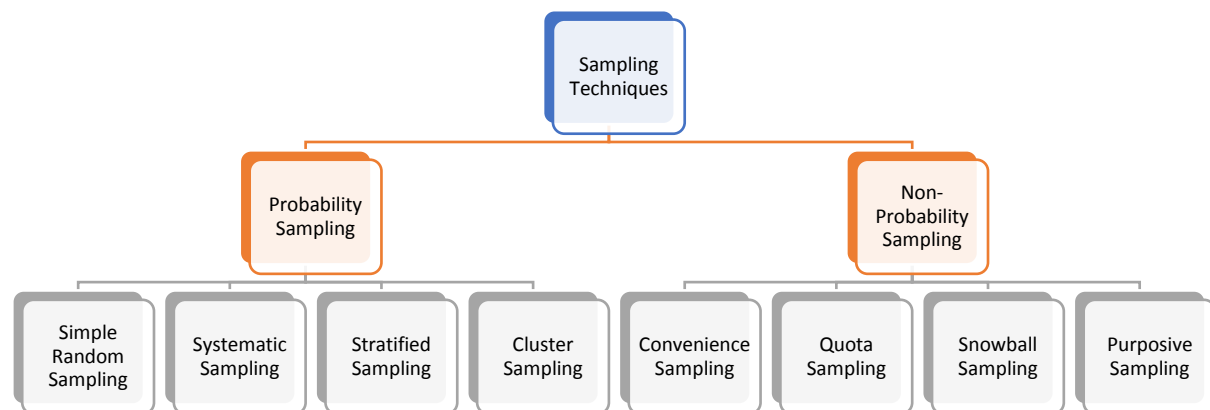 Sampling
Techniques
Probability
Sampling
Non-
Probability
Sampling
Simple
Random
Sampling
Systematic
Sampling
Stratified
Sampling
Cluster
Sampling
Convenience
Sampling
Quota
Sampling
Snowball
Sampling
Purposive
Sampling